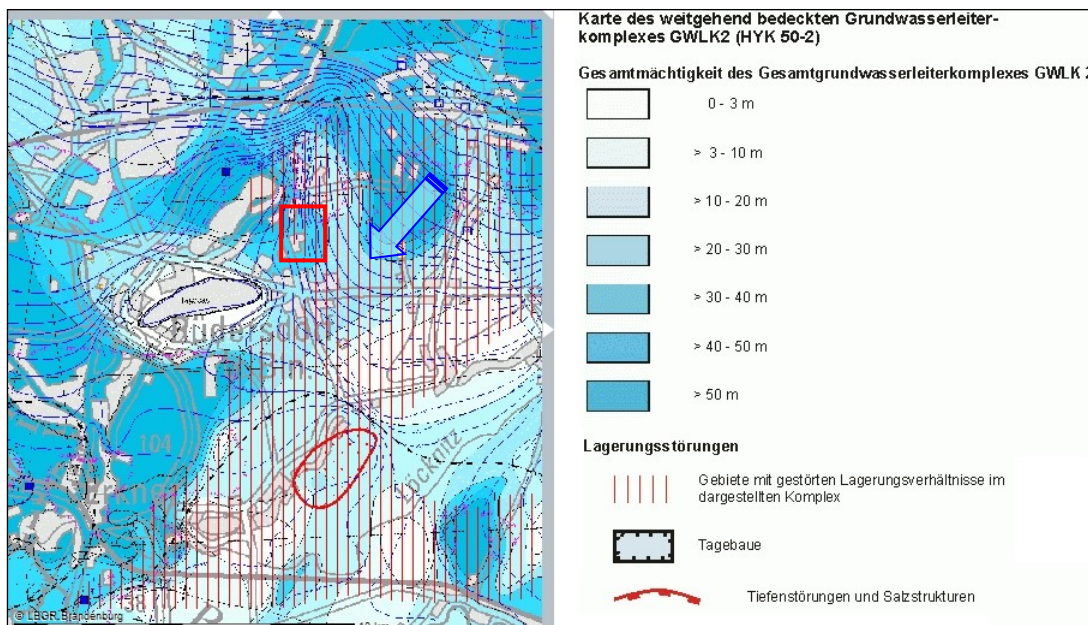 Karte des weitgehend bedeckten Grundwasserleiter-
komplexes GWLK2 (HYK 50-2)
Gesamtmächtigkeit des Gesamtgrundwasserleiterkomplexes GWLK 2
0 - 3 m
> 3 - 10 m
> 10 - 20 m
> 20 - 30 m
> 30 - 40 m
> 40 - 50 m
> 50 m
Lagerungsstörungen
Gebiete mit gestörten Lagerungsverhältnisse im
dargestellten Komplex
Tagebaue
Tiefenstörungen und Salzstrukturen
104
Löcknitz
38
© LBGR Brandenburg